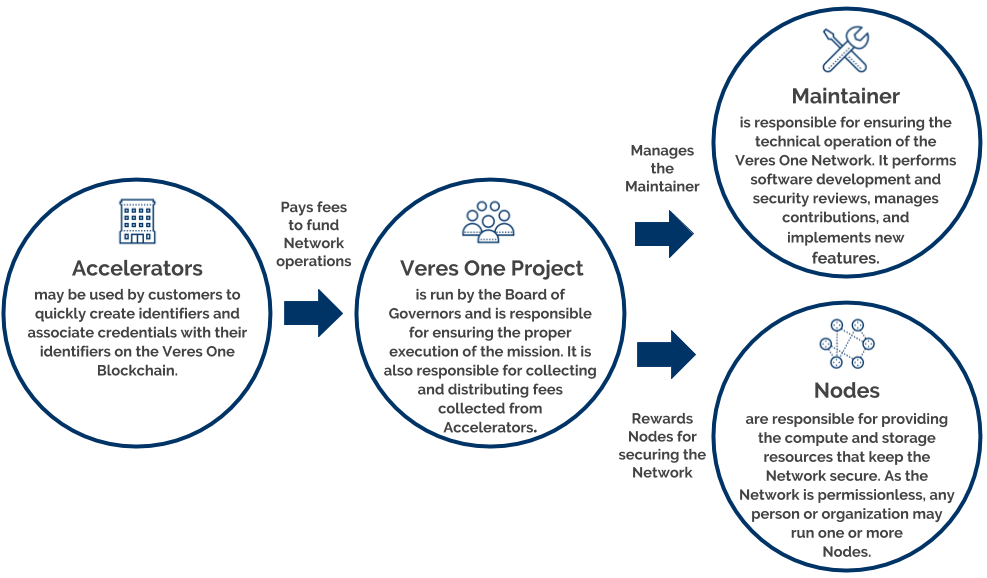 Accelerators
may be used by customers to
quickly create identifiers and
associate credentials with their
identifiers on the Veres One
Blockchain.
Pays fees
to fund
Network
operations
Veres One Project
is run by the Board of
Governors and is responsible
for ensuring the proper
execution of the mission. It is
also responsible for collecting
and distributing fees
collected from
Accelerators.
Manages
the
Maintainer
Maintainer
is responsible for ensuring the
technical operation of the
Veres One Network. It performs
software development and
security reviews, manages
contributions, and
implements new
features.
Rewards
Nodes for
securing the
Network
Nodes
are responsible for providing
the compute and storage
resources that keep the
Network secure. As the
Network is permissionless, any
person or organization may
run one or more
Nodes.